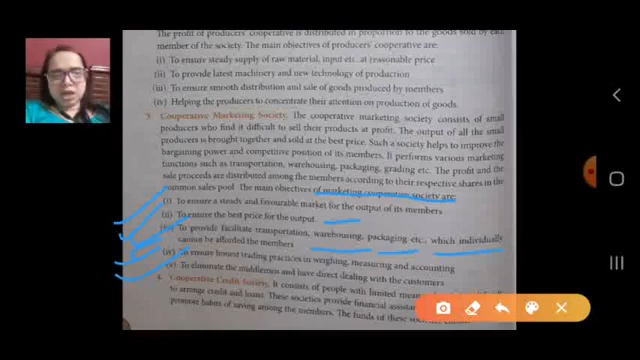 The profit of producers' cooperative is distributed in proportion to the goods sold by each
member of the society. The main objectives of producers' cooperative are:
(i) To ensure steady supply of raw material, input etc. at reasonable price
(ii) To provide latest machinery and new technology of production
(iii) To ensure smooth distribution and sale of goods produced by members
(iv) Helping the producers to concentrate their attention on production of goods.
3. Cooperative Marketing Society. The cooperative marketing society consists of small
producers who find it difficult to sell their products at profit. The output of all the small
producers is brought together and sold at the best price. Such a society helps to improve the
bargaining power and competitive position of its members. It performs various marketing
functions such as transportation, warehousing, packaging, grading etc. The profit and the
sale proceeds are distributed among the members according to their respective shares in the
common sales pool. The main objectives of marketing cooperative society are:
(i) To ensure a steady and favourable market for the output of its members
(ii) To ensure the best price for the output.
(iii) To provide facilitate transportation, warehousing, packaging etc., which individually
cannot be afforded the members
(iv) To ensure honest trading practices in weighing, measuring and accounting
(v) To eliminate the middlemen and have direct dealing with the customers
4. Cooperative Credit Society. It consists of people with limited
to arrange credit and loans. These societies provide financial
promote habits of saving among the members. The funds of these